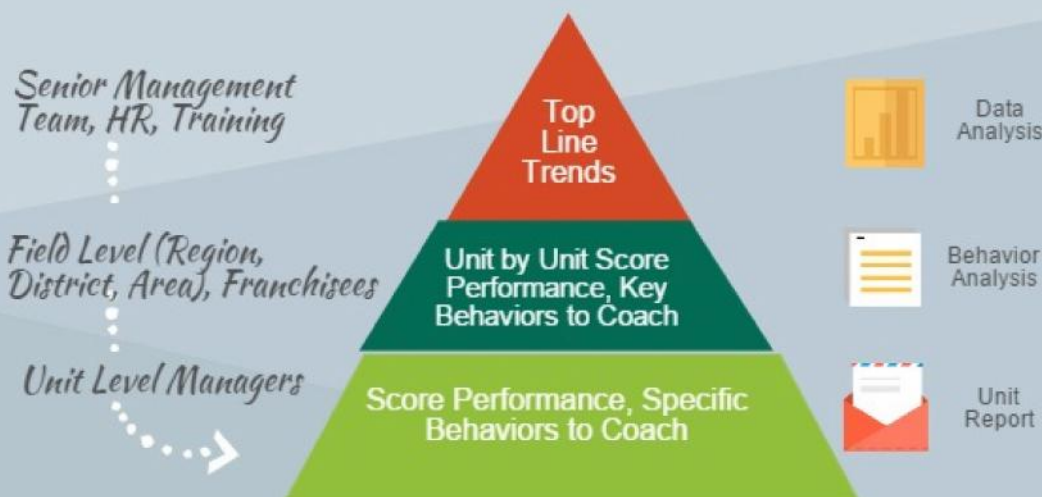 Senior Management
Team, HR, Training
Top
Line
Trends
Data
Analysis
Field Level (Region,
District, Area), Franchisees
Unit by Unit Score
Performance, Key
Behaviors to Coach
Behavior
Analysis
Unit Level Managers
Score Performance, Specific
Behaviors to Coach
Unit
Report